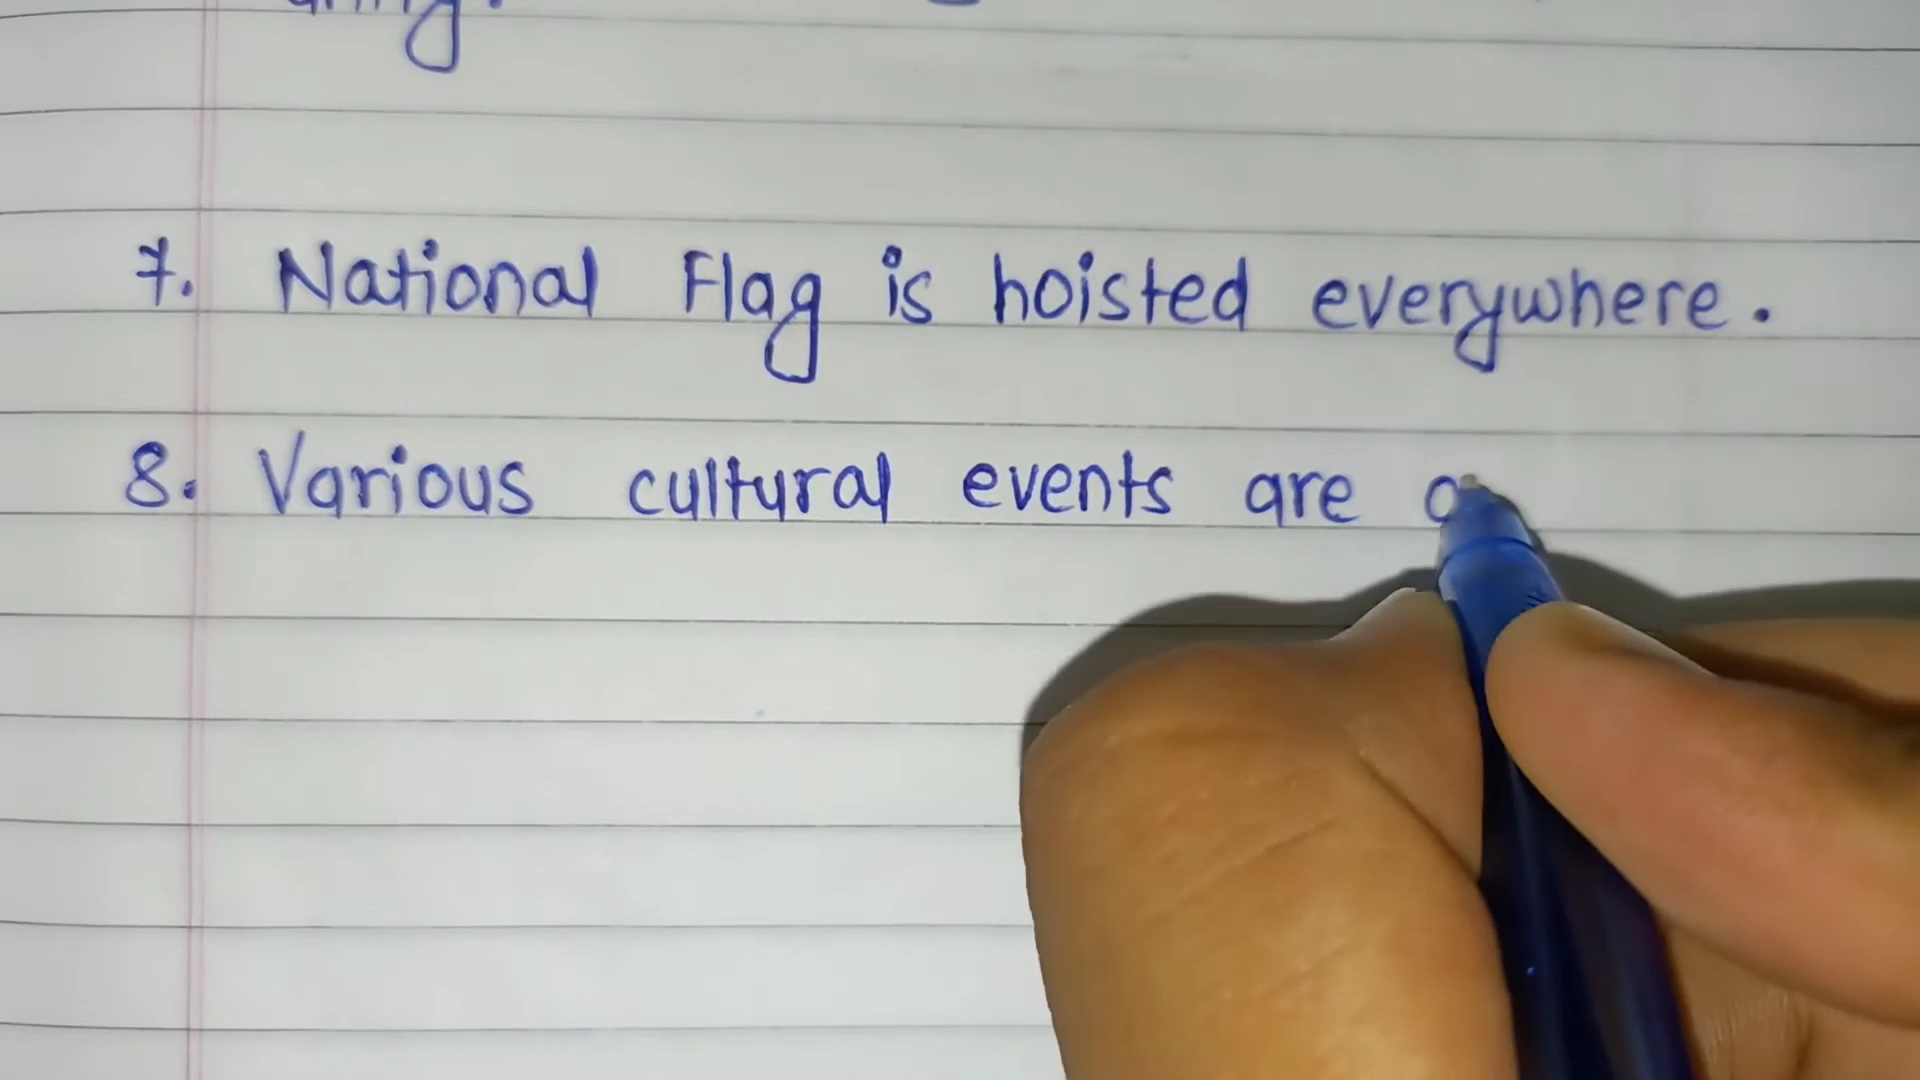 7. National Flag is hoisted everywhere.
8. Various cultural events are o